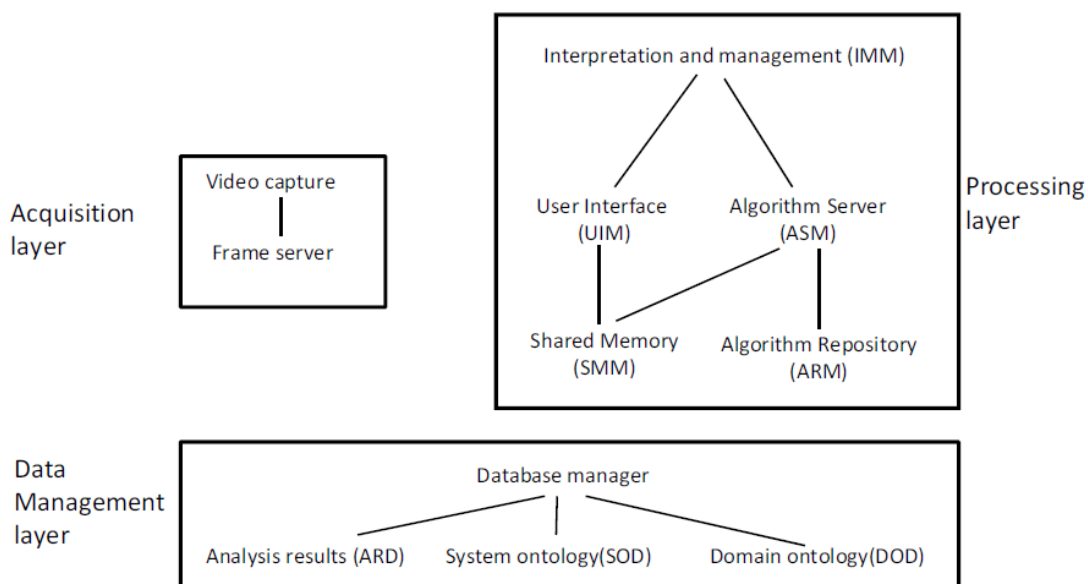 Interpretation and management (IMM)
Acquisition
layer
Video capture
Frame server
User Interface
(UIM)
Algorithm Server
(ASM)
Shared Memory
(SMM)
Algorithm Repository
(ARM)
Processing
layer
Data
Management
layer
Database manager
Analysis results (ARD)
System ontology(SOD)
Domain ontology(DOD)